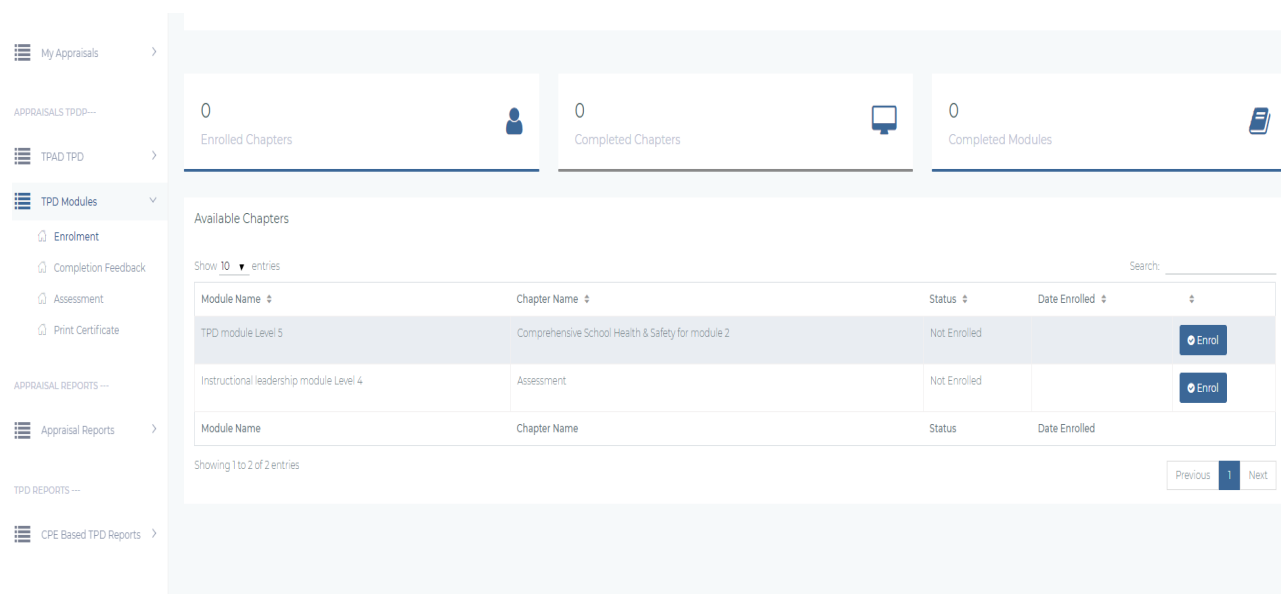 My Appraisals
APPRAISALS TPDP---
TPAD TPD
TPD Modules
Enrolment
Completion Feedback
Assessment
Print Certificate
APPRAISAL REPORTS ---
Appraisal Reports
TPD REPORTS ---
CPE Based TPD Reports
0
Enrolled Chapters
0
Completed Chapters
0
Completed Modules
Available Chapters
Show 10 entries
Search:
Module Name Chapter Name Status Date Enrolled
TPD module Level 5 Comprehensive School Health & Safety for module 2 Not Enrolled Enrol
Instructional leadership module Level 4 Assessment Not Enrolled Enrol
Module Name Chapter Name Status Date Enrolled
Showing 1 to 2 of 2 entries
Previous 1 Next